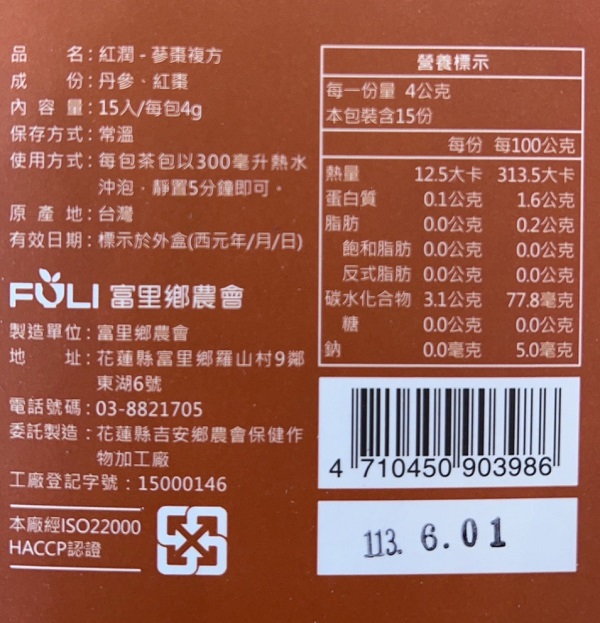 品名：紅潤-蔘棗複方
成份：丹參、紅棗
內容量：15入/每包4g
保存方式：常溫
使用方式：每包茶包以300毫升熱水
沖泡，靜置5分鐘即可。
原產地：台灣
有效日期：標示於外盒(西元年/月/日)
FULI 富里鄉農會
製造單位：富里鄉農會
地址：花蓮縣富里鄉羅山村9鄰
東湖6號
電話號碼：03-8821705
委託製造：花蓮縣吉安鄉農會保健作
物加工廠
工廠登記字號：15000146
本廠經ISO22000
HACCP認證
營養標示
每一份量 4公克
本包裝含15份
每份 每100公克
熱量 12.5大卡 313.5大卡
蛋白質 0.1公克 1.6公克
脂肪 0.0公克 0.2公克
飽和脂肪 0.0公克 0.0公克
反式脂肪 0.0公克 0.0公克
碳水化合物 3.1公克 77.8毫克
糖 0.0公克 0.0公克
鈉 0.0毫克 5.0毫克
4 710450 903986
113. 6. 01